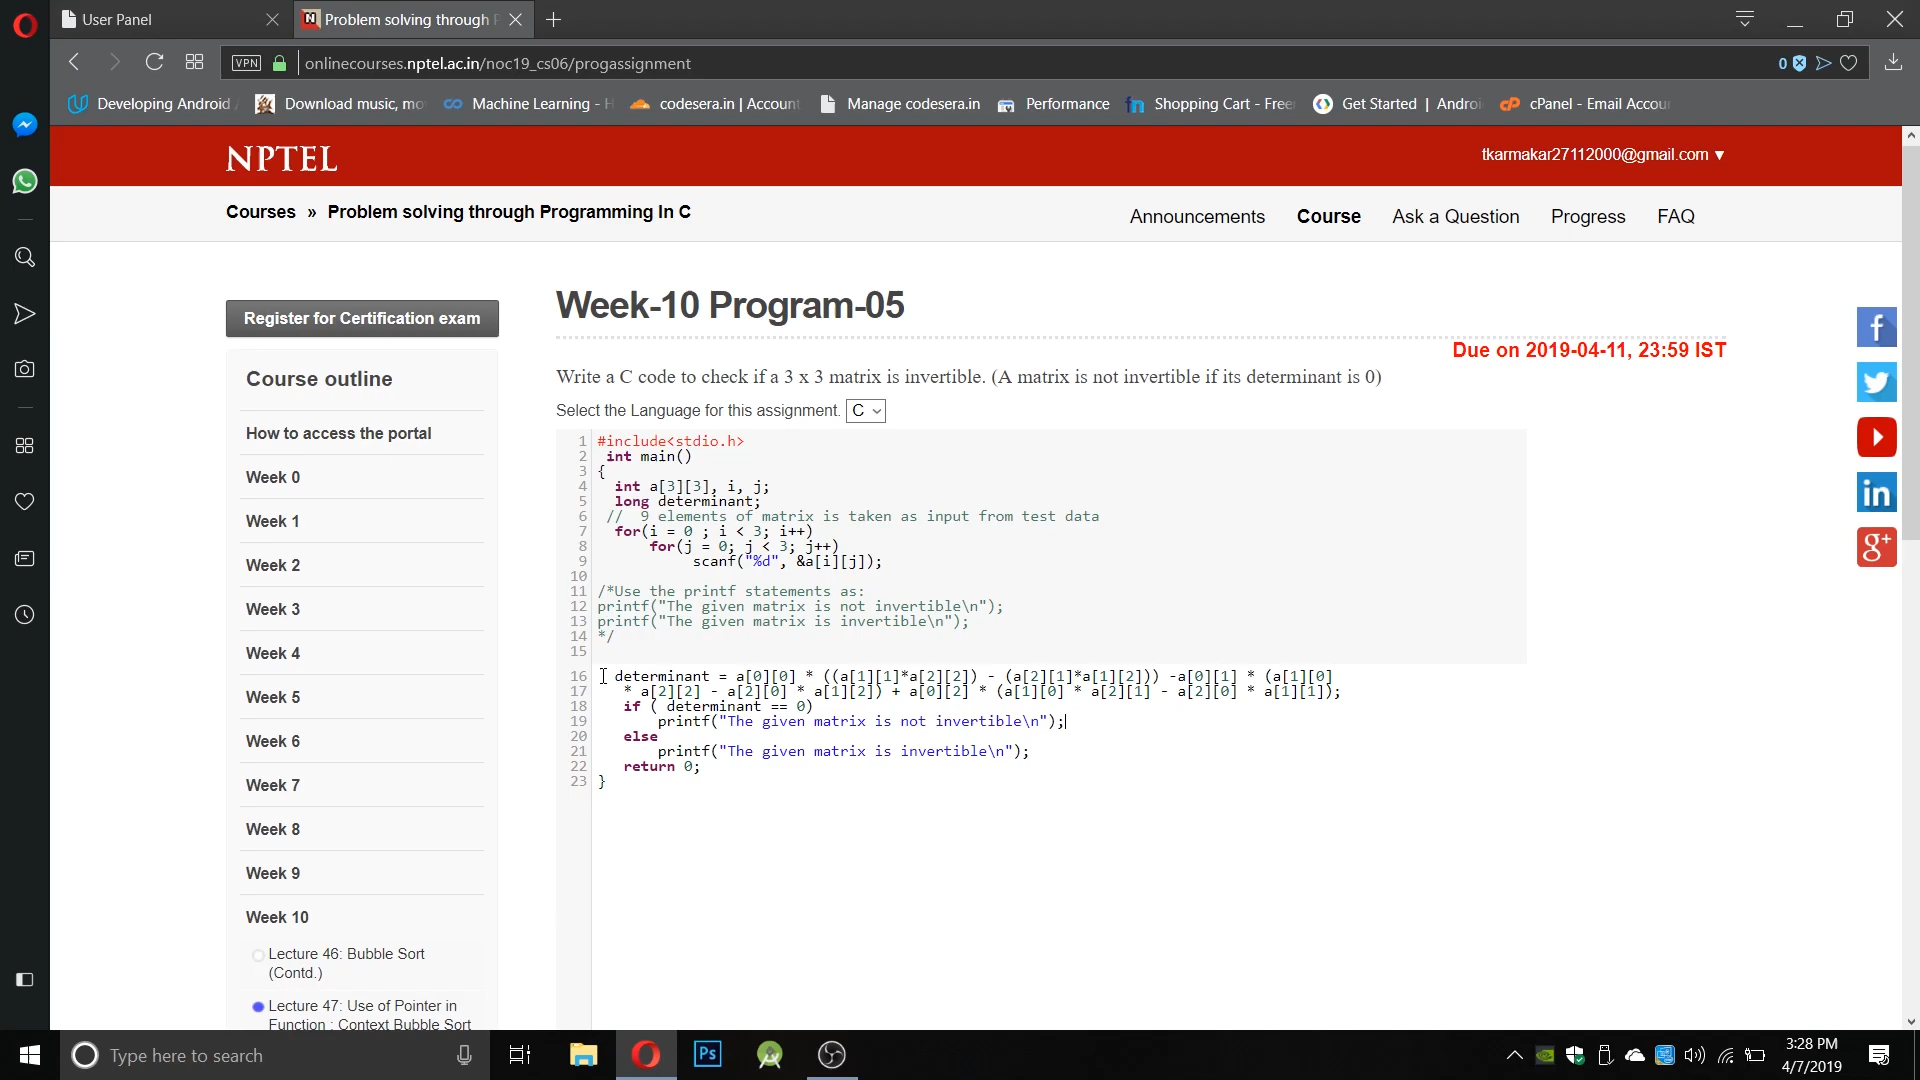 User Panel
Problem solving through P
VPN
onlinecourses.nptel.ac.in/noc19_cs06/progassignment
0
Developing Android
Download music, mo
Machine Learning - H
codesera.in | Account
Manage codesera.in
Performance
Shopping Cart - Free
Get Started | Androi
cPanel - Email Accou
NPTEL
tkarmakar27112000@gmail.com ▼
Courses » Problem solving through Programming In C
Announcements
Course
Ask a Question
Progress
FAQ
Register for Certification exam
Course outline
How to access the portal
Week 0
Week 1
Week 2
Week 3
Week 4
Week 5
Week 6
Week 7
Week 8
Week 9
Week 10
Lecture 46: Bubble Sort
(Contd.)
Lecture 47: Use of Pointer in
Function : Context Bubble Sort
Week-10 Program-05
Due on 2019-04-11, 23:59 IST
Write a C code to check if a 3 x 3 matrix is invertible. (A matrix is not invertible if its determinant is 0)
Select the Language for this assignment. C
1 #include<stdio.h>
2  int main()
3 {
4   int a[3][3], i, j;
5   long determinant;
6  //  9 elements of matrix is taken as input from test data
7   for(i = 0 ; i < 3; i++)
8       for(j = 0; j < 3; j++)
9            scanf("%d", &a[i][j]);
10
11 /*Use the printf statements as:
12 printf("The given matrix is not invertible\n");
13 printf("The given matrix is invertible\n");
14 */
15
16   determinant = a[0][0] * ((a[1][1]*a[2][2]) - (a[2][1]*a[1][2])) -a[0][1] * (a[1][0]
17    * a[2][2] - a[2][0] * a[1][2]) + a[0][2] * (a[1][0] * a[2][1] - a[2][0] * a[1][1]);
18    if ( determinant == 0)
19        printf("The given matrix is not invertible\n");
20    else
21        printf("The given matrix is invertible\n");
22    return 0;
23 }
f
in
g+
Type here to search
Ps
3:28 PM
4/7/2019